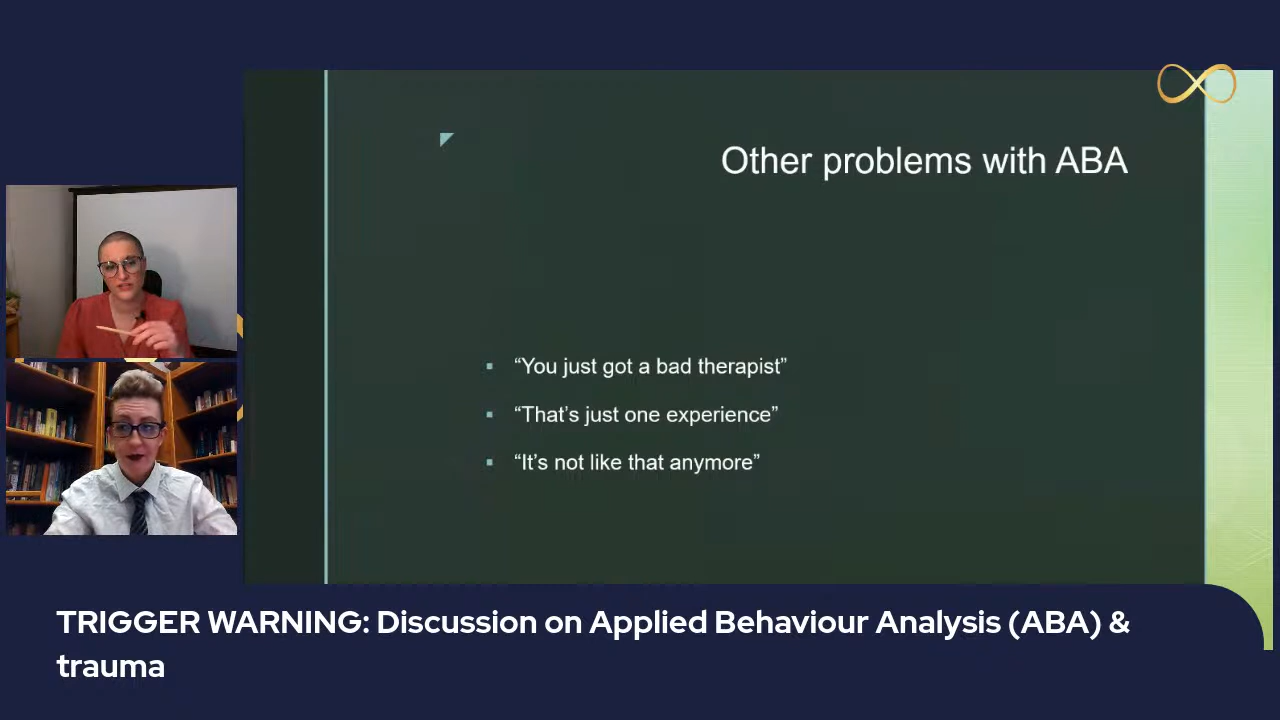 Other problems with ABA
▪ “You just got a bad therapist”
▪ “That’s just one experience”
▪ “It’s not like that anymore”
TRIGGER WARNING: Discussion on Applied Behaviour Analysis (ABA) &
trauma